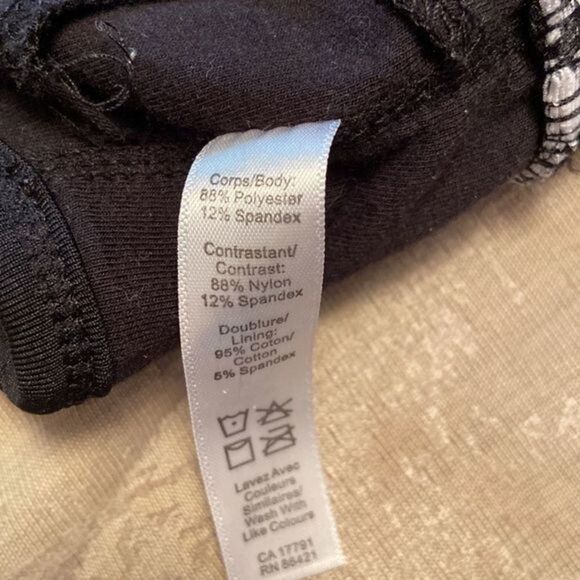 Corps/Body:
88% Polyester
12% Spandex
Contrastant/
Contrast:
88% Nylon
12% Spandex
Doublure/
Lining:
95% Coton/
Cotton
5% Spandex
Lavez Avec
Couleurs
Similaires/
Wash With
Like Colours
CA 17791
RN 86421